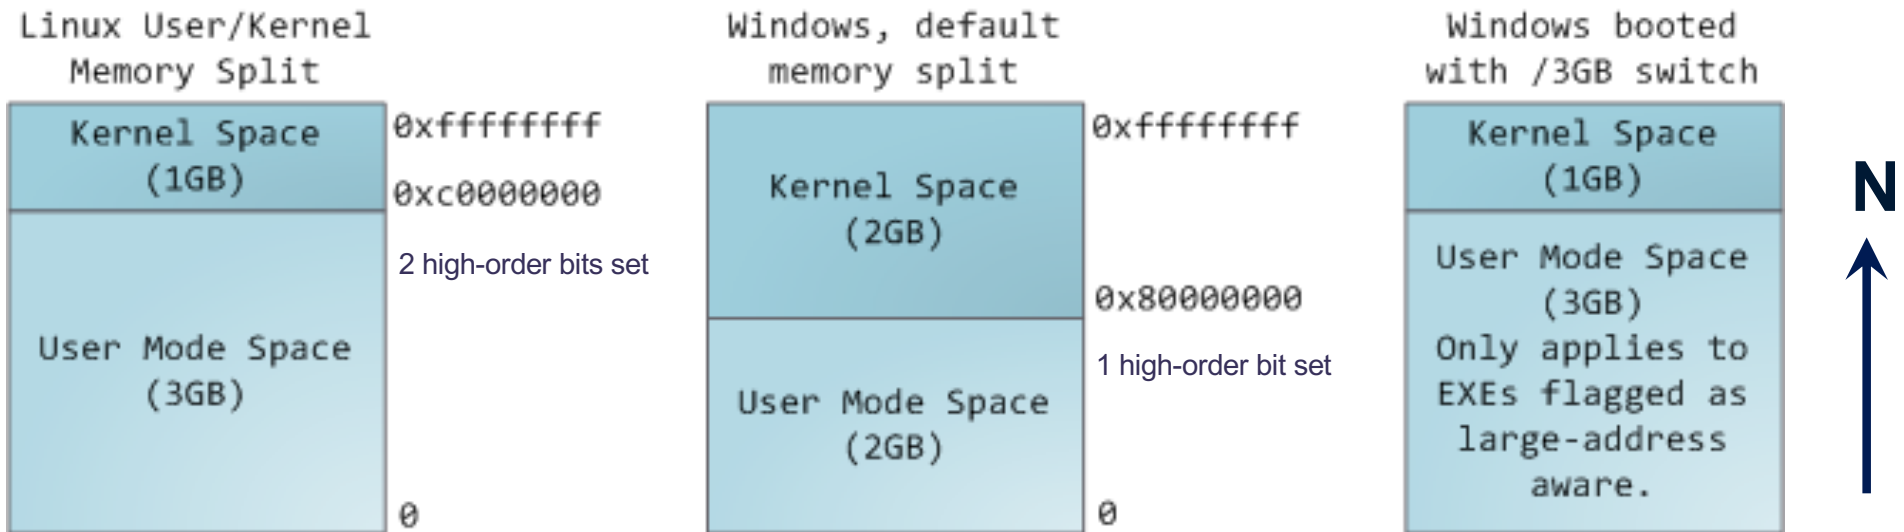 Linux User/Kernel
Memory Split
Kernel Space
(1GB)
0xffffffff
0xc0000000
2 high-order bits set
User Mode Space
(3GB)
0
Windows, default
memory split
Kernel Space
(2GB)
0xffffffff
0x80000000
1 high-order bit set
User Mode Space
(2GB)
0
Windows booted
with /3GB switch
Kernel Space
(1GB)
User Mode Space
(3GB)
Only applies to
EXEs flagged as
large-address
aware.
N